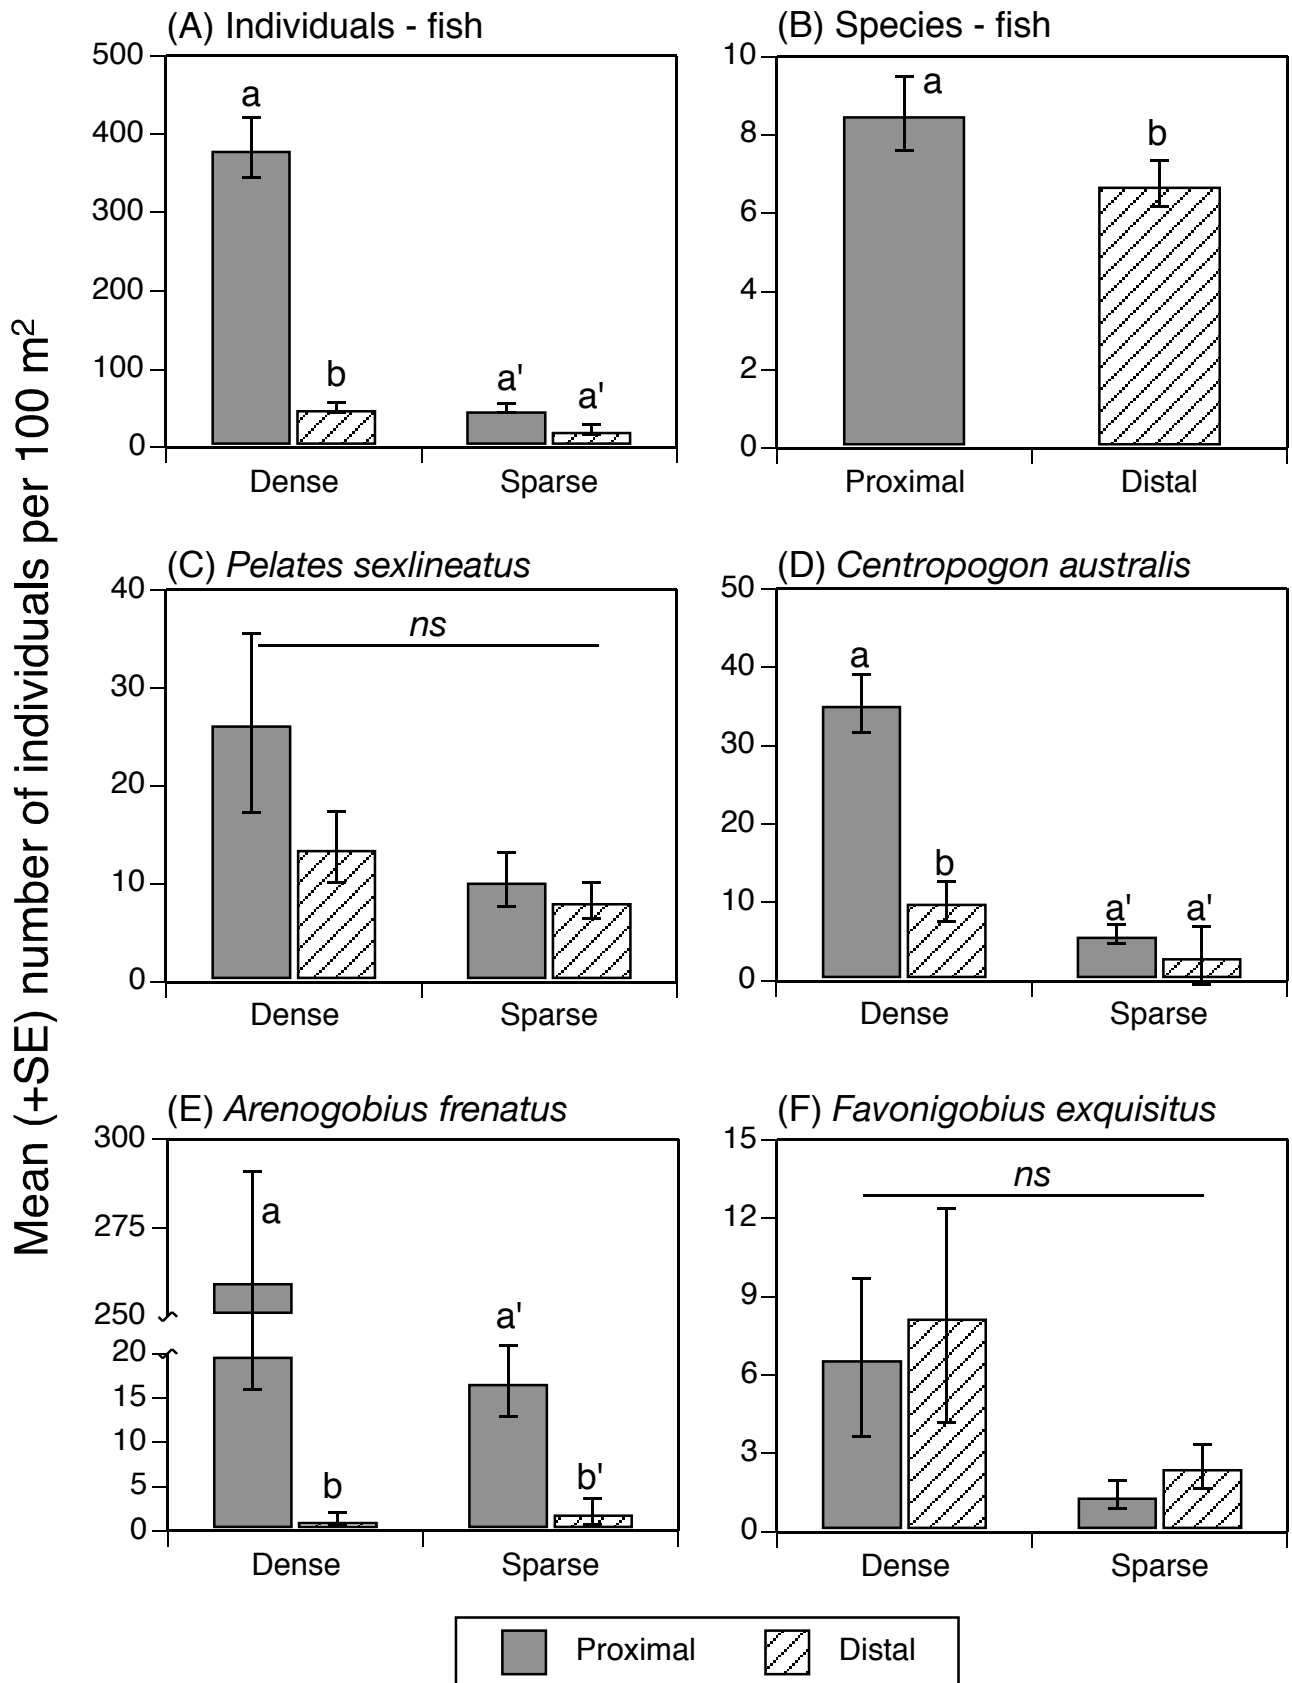 Mean (+SE) number of individuals per 100 m²
(A) Individuals - fish
500
400
300
200
100
0
a
b
a'
a'
Dense
Sparse
(B) Species - fish
10
8
6
4
2
0
a
b
Proximal
Distal
(C) Pelates sexlineatus
40
30
20
10
0
ns
Dense
Sparse
(D) Centropogon australis
50
40
30
20
10
0
a
b
a'
a'
Dense
Sparse
(E) Arenogobius frenatus
300
275
250
20
15
10
5
0
a
b
a'
b'
Dense
Sparse
(F) Favonigobius exquisitus
15
12
9
6
3
0
ns
Dense
Sparse
Proximal
Distal